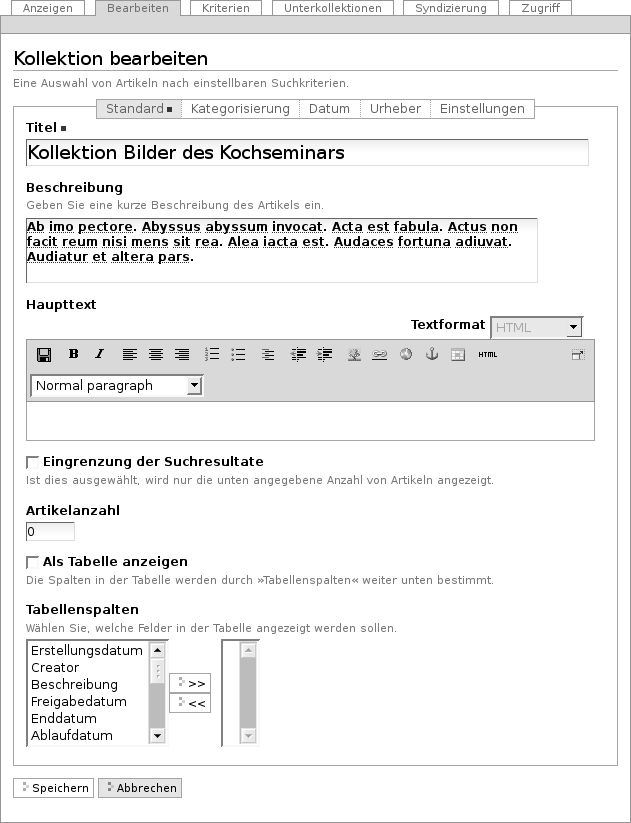 Anzeigen Bearbeiten Kriterien Unterkollektionen Syndizierung Zugriff
Kollektion bearbeiten
Eine Auswahl von Artikeln nach einstellbaren Suchkriterien.
Standard Kategorisierung Datum Urheber Einstellungen
Titel
Kollektion Bilder des Kochseminars
Beschreibung
Geben Sie eine kurze Beschreibung des Artikels ein.
Ab imo pectore. Abyssus abyssum invocat. Acta est fabula. Actus non
facit reum nisi mens sit rea. Alea iacta est. Audaces fortuna adiuvat.
Audiatur et altera pars.
Haupttext
Textformat HTML
B I HTML
Normal paragraph
Eingrenzung der Suchresultate
Ist dies ausgewählt, wird nur die unten angegebene Anzahl von Artikeln angezeigt.
Artikelanzahl
0
Als Tabelle anzeigen
Die Spalten in der Tabelle werden durch »Tabellenspalten« weiter unten bestimmt.
Tabellenspalten
Wählen Sie, welche Felder in der Tabelle angezeigt werden sollen.
Erstellungsdatum
Creator
Beschreibung
Freigabedatum
Enddatum
Ablaufdatum
>>
<<
Speichern Abbrechen